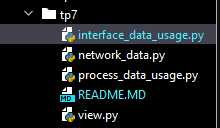 tp7
interface_data_usage.py
network_data.py
process_data_usage.py
README.MD
view.py